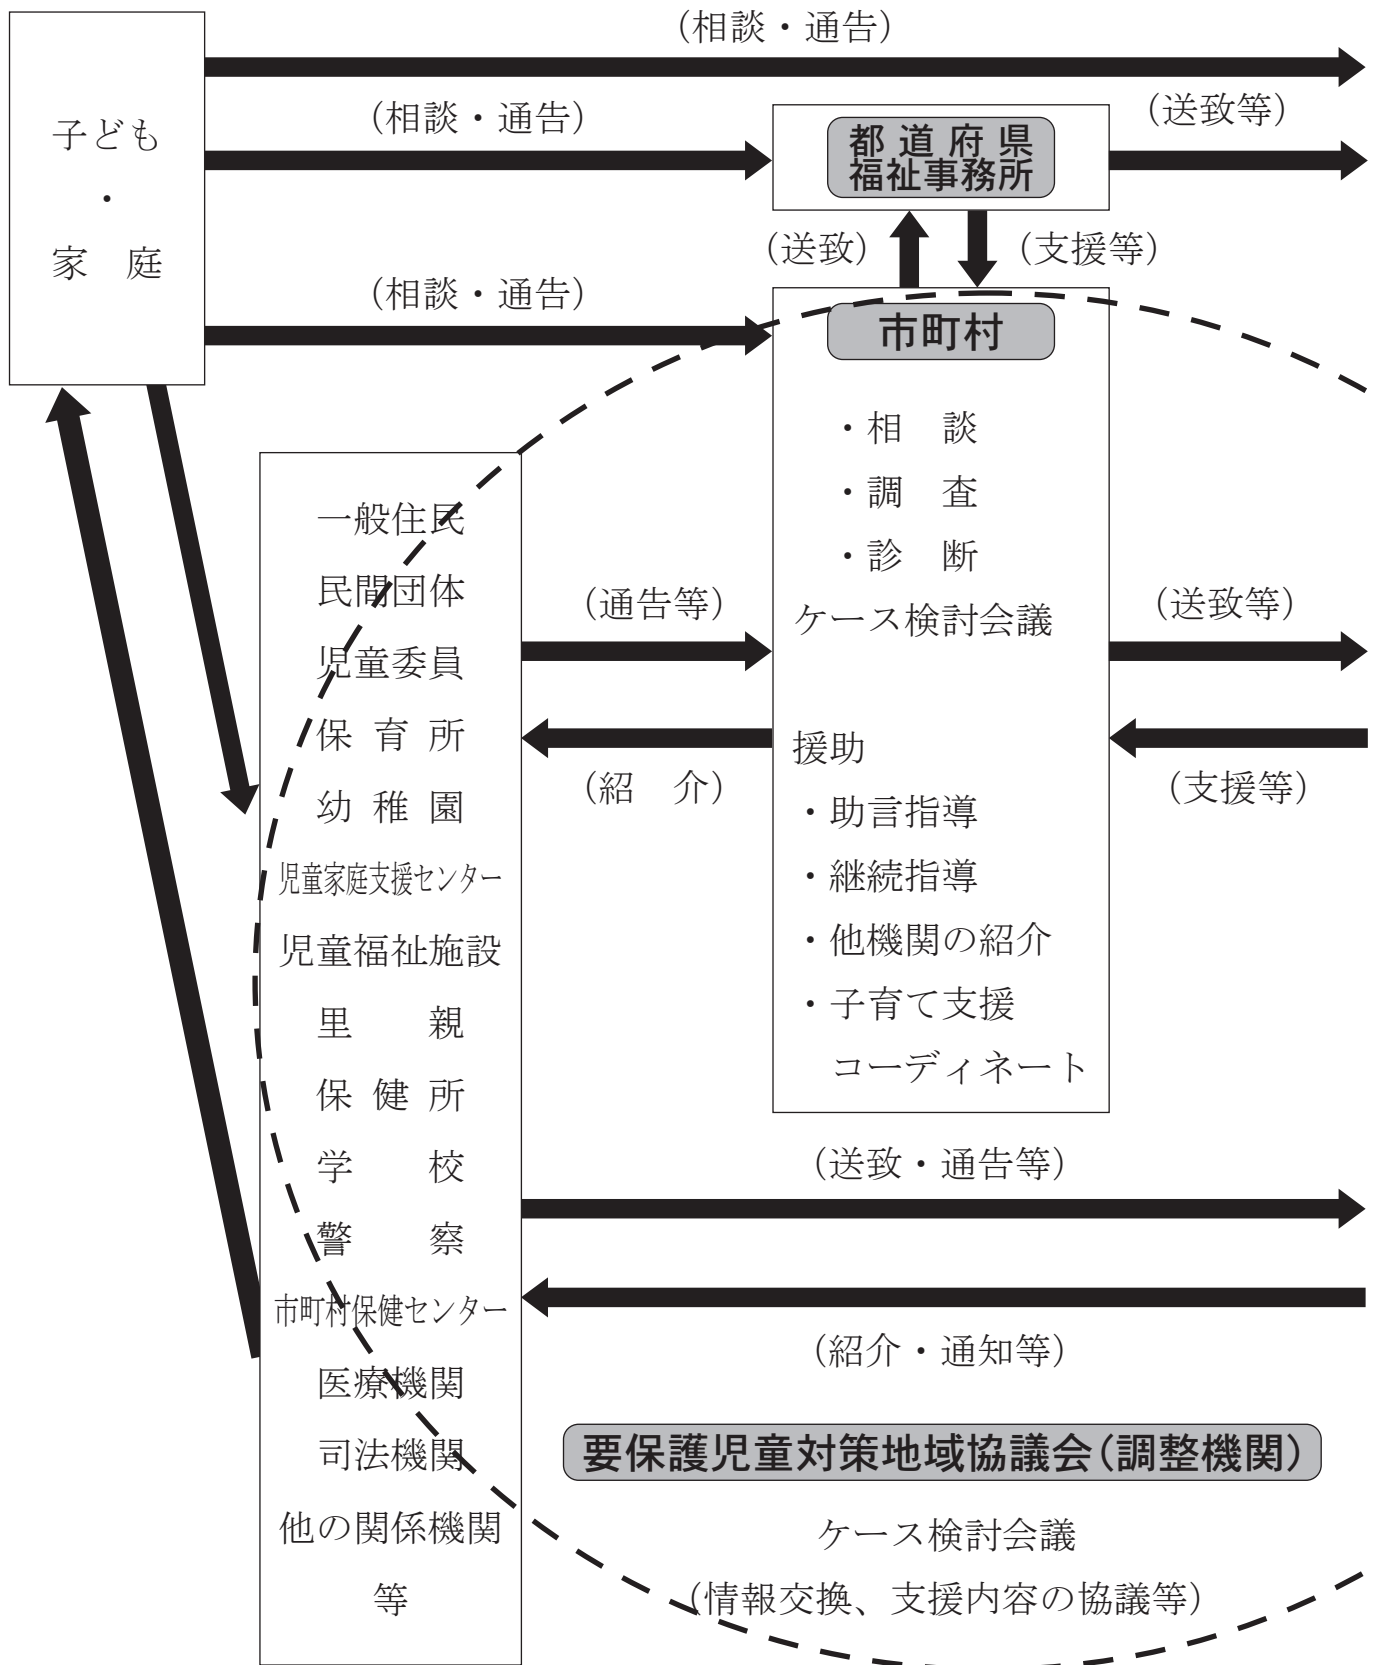 (相談・通告)
子ども
・
家　庭
(相談・通告)
都道府県
福祉事務所
(送致等)
(送致)
(支援等)
(相談・通告)
市町村
・相　談
・調　査
・診　断
ケース検討会議
援助
・助言指導
・継続指導
・他機関の紹介
・子育て支援
コーディネート
一般住民
民間団体
児童委員
保育所
幼稚園
児童家庭支援センター
児童福祉施設
里　　親
保健所
学　　校
警　　察
市町村保健センター
医療機関
司法機関
他の関係機関
等
(通告等)
(紹　介)
(送致等)
(支援等)
(送致・通告等)
(紹介・通知等)
要保護児童対策地域協議会(調整機関)
ケース検討会議
(情報交換、支援内容の協議等)